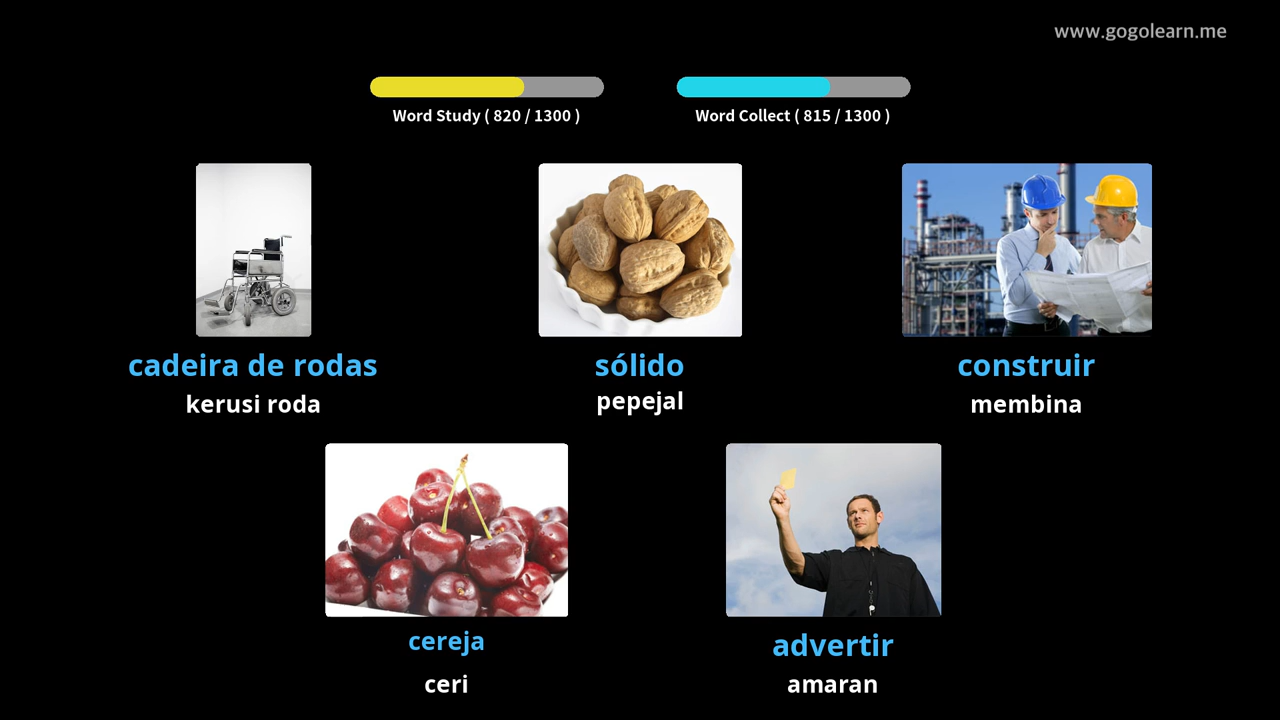 www.gogolearn.me
Word Study ( 820 / 1300 )
Word Collect ( 815 / 1300 )
cadeira de rodas
kerusi roda
sólido
pepejal
construir
membina
cereja
ceri
advertir
amaran